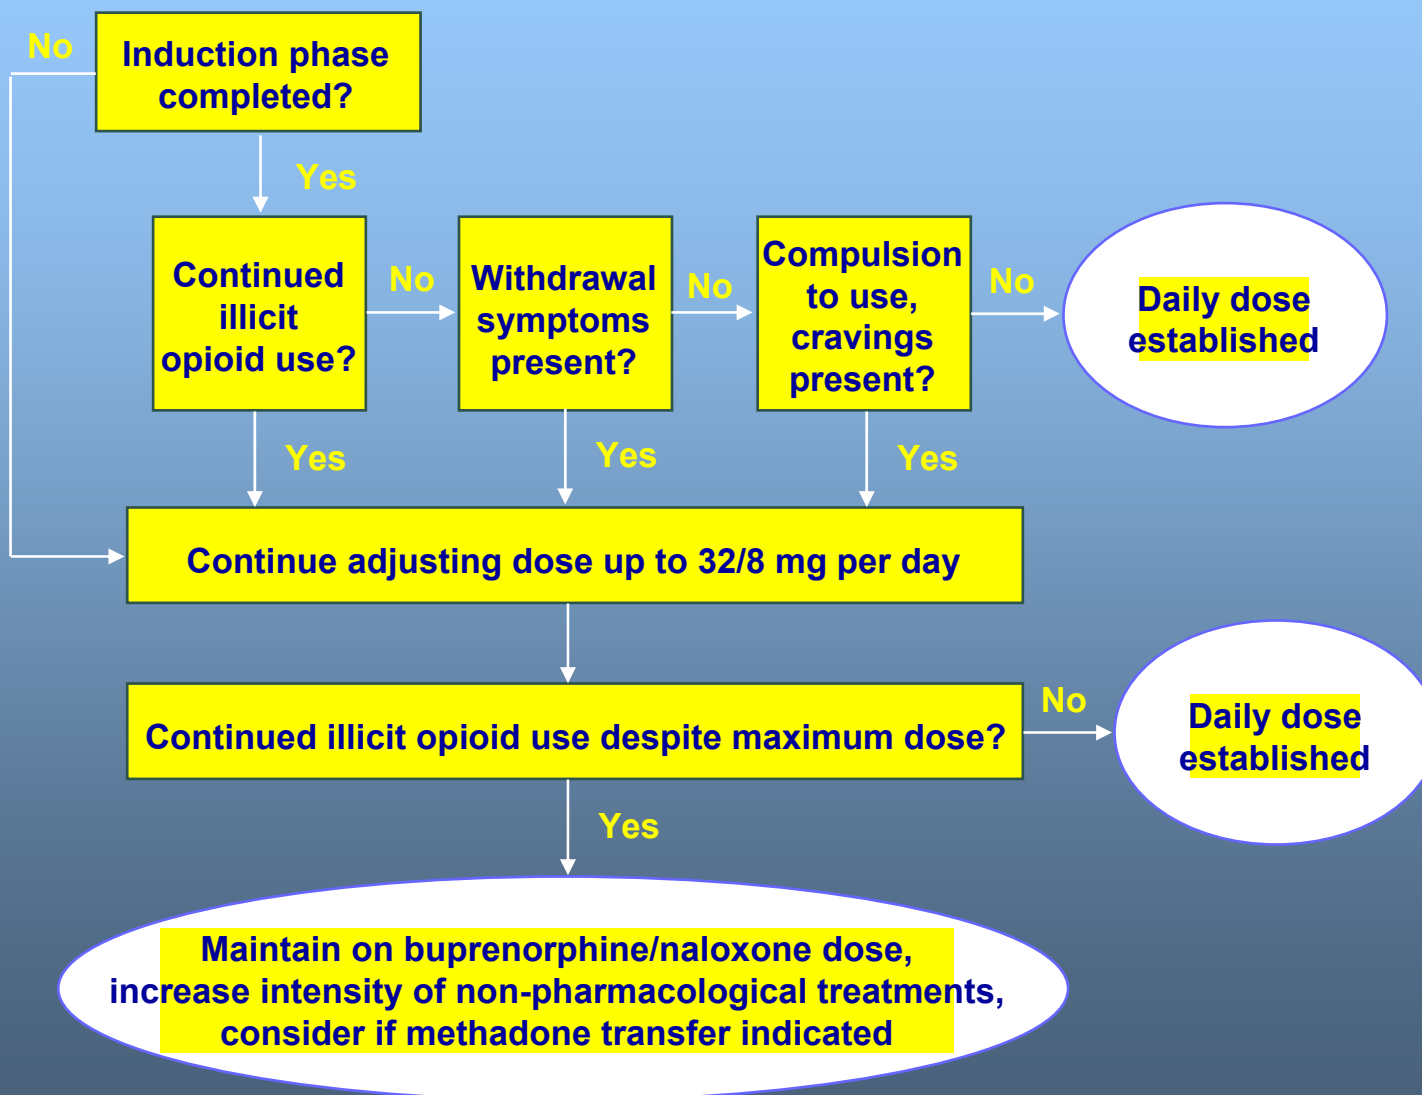 No
Induction phase
completed?
Yes
Continued
illicit
opioid use?
No
Withdrawal
symptoms
present?
No
Compulsion
to use,
cravings
present?
No
Daily dose
established
Yes
Yes
Yes
Continue adjusting dose up to 32/8 mg per day
Continued illicit opioid use despite maximum dose?
No
Daily dose
established
Yes
Maintain on buprenorphine/naloxone dose,
increase intensity of non-pharmacological treatments,
consider if methadone transfer indicated